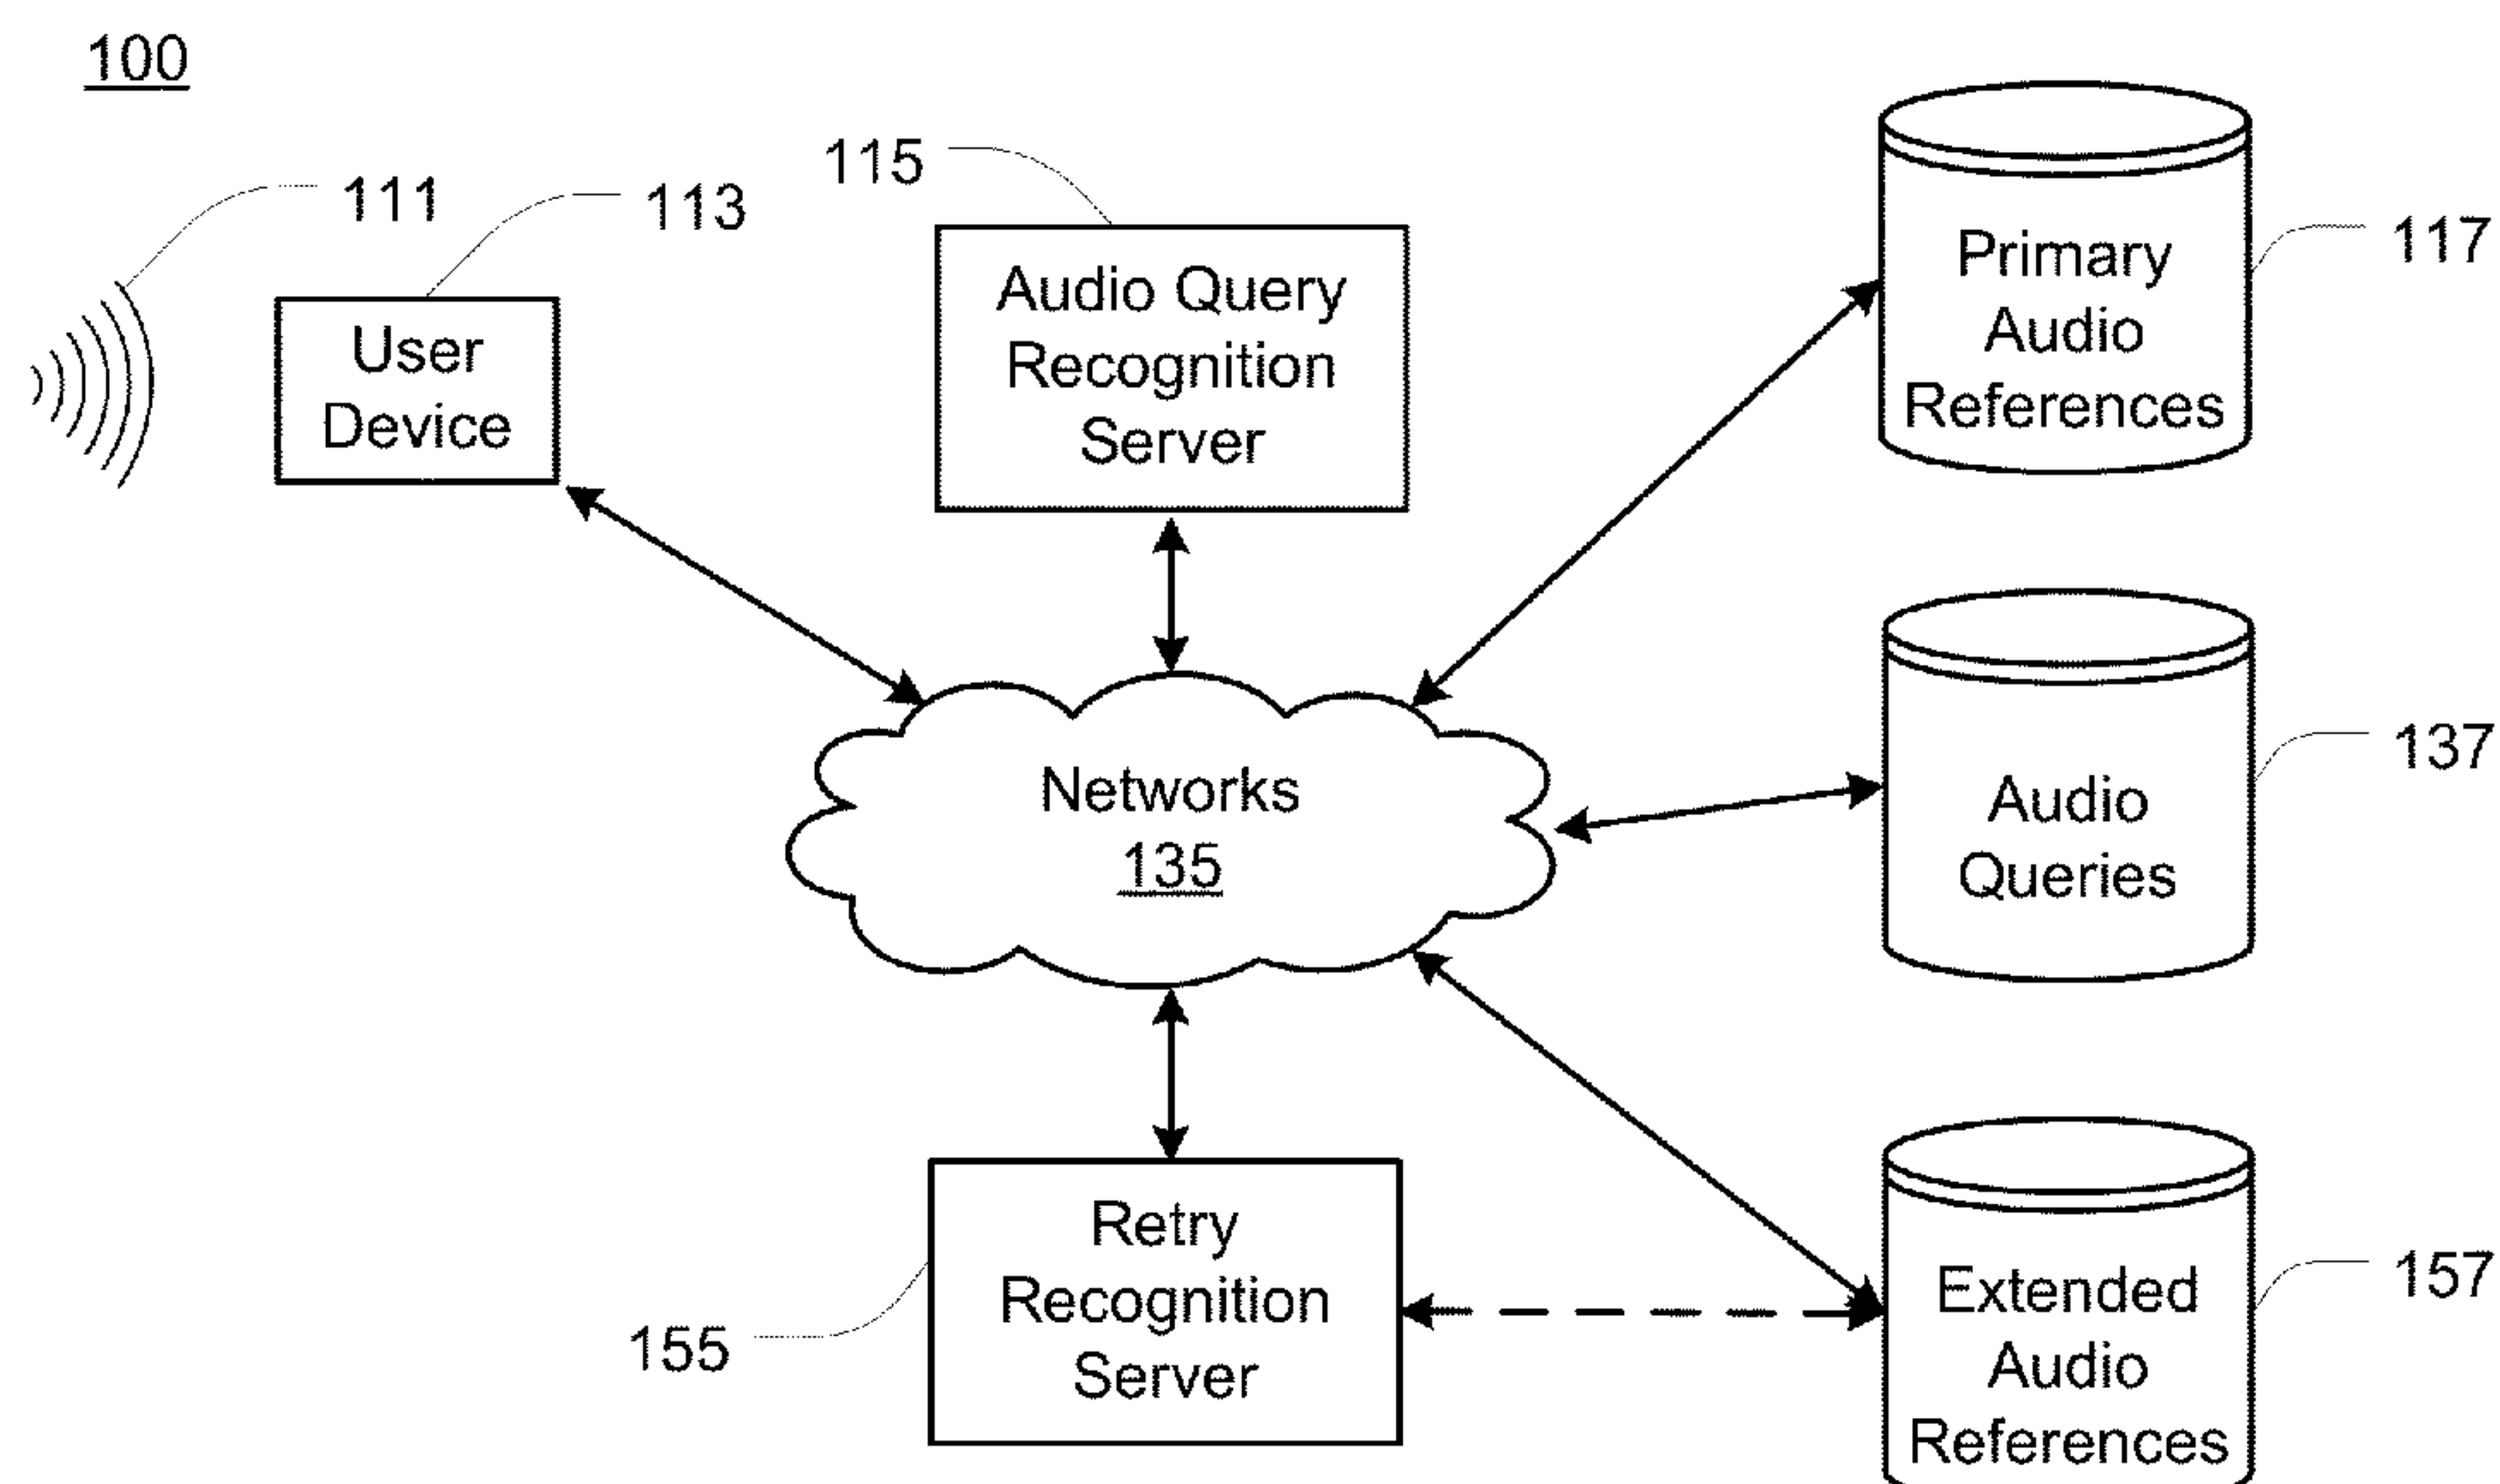 100
111
113
115
117
User
Device
Audio Query
Recognition
Server
Primary
Audio
References
Networks
135
137
Audio
Queries
Retry
Recognition
Server
155
Extended
Audio
References
157